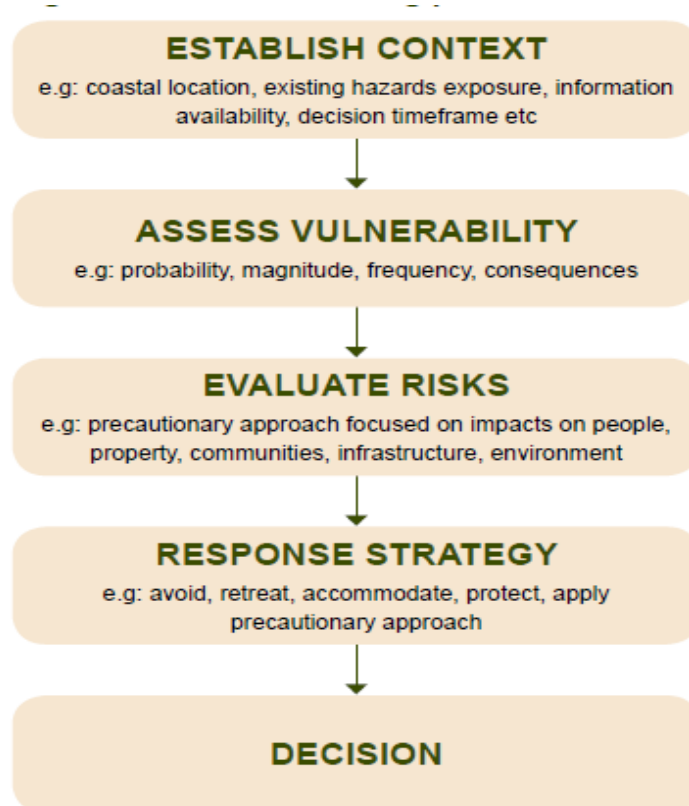 ESTABLISH CONTEXT
e.g: coastal location, existing hazards exposure, information
availability, decision timeframe etc
ASSESS VULNERABILITY
e.g: probability, magnitude, frequency, consequences
EVALUATE RISKS
e.g: precautionary approach focused on impacts on people,
property, communities, infrastructure, environment
RESPONSE STRATEGY
e.g: avoid, retreat, accommodate, protect, apply
precautionary approach
DECISION